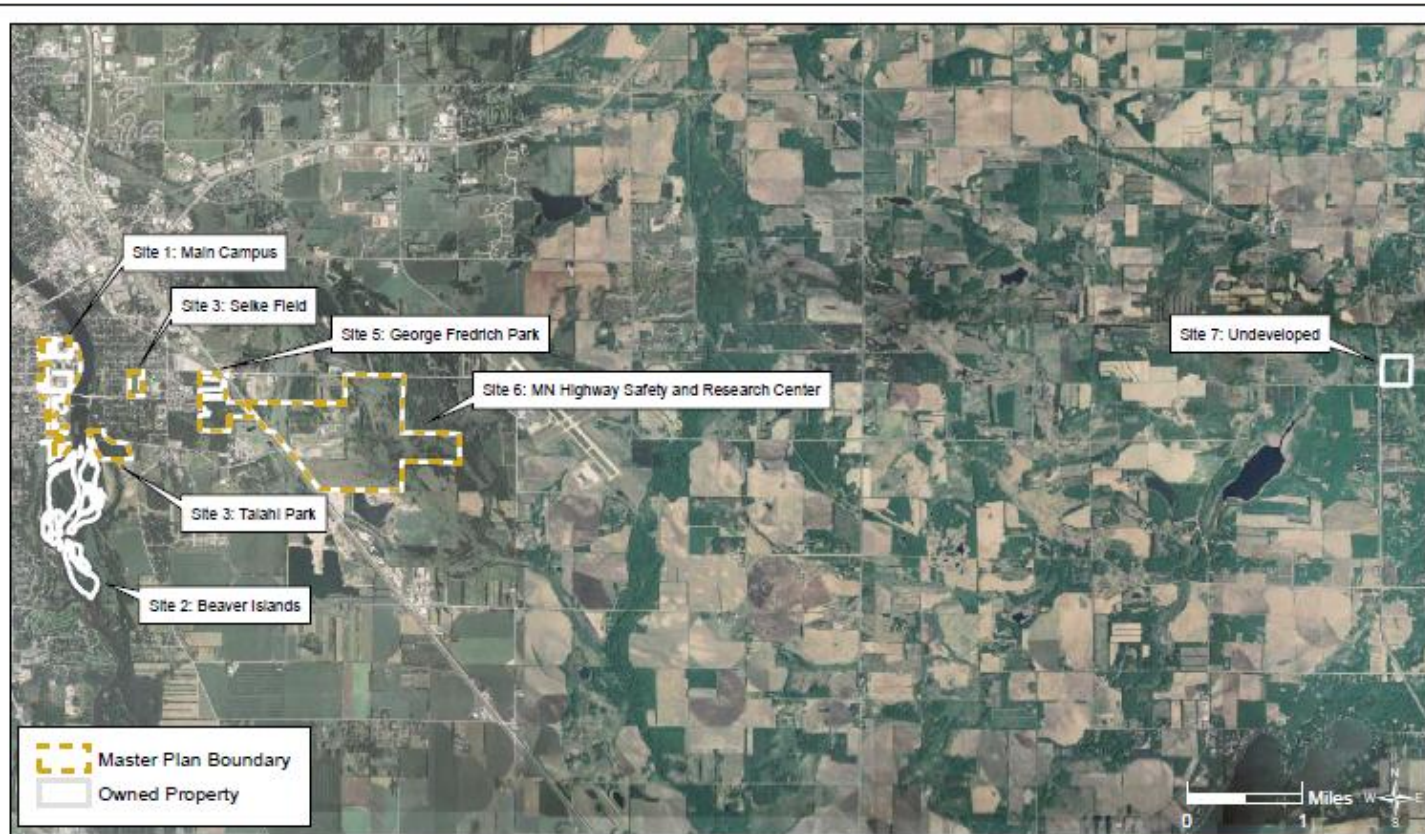 Site 1: Main Campus
Site 3: Selke Field
Site 5: George Fredrich Park
Site 7: Undeveloped
Site 6: MN Highway Safety and Research Center
Site 3: Talahi Park
Site 2: Beaver Islands
Master Plan Boundary
Owned Property
Miles
0 1
N
W E
S